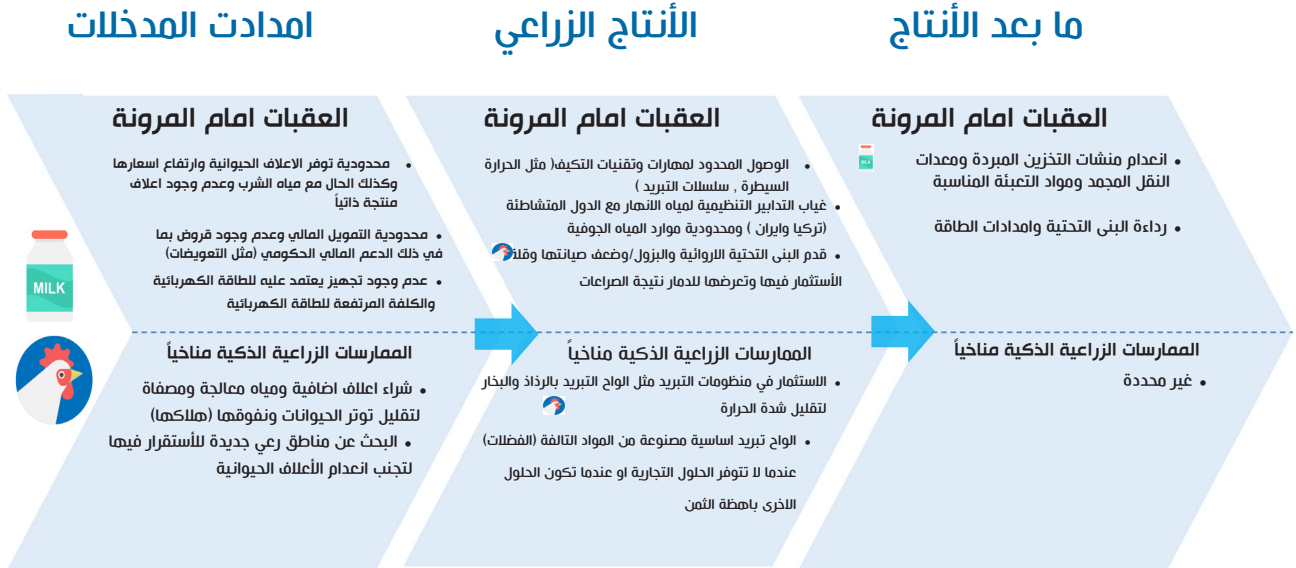 امدادت المدخلات
العقبات امام المرونة
• محدودية توفر الاعلاف الحيوانية وارتفاع اسعارها
وكذلك الحال مع مياه الشرب وعدم وجود اعلاف
منتجة ذاتياً
• محدودية التمويل المالي وعدم وجود قروض بما
في ذلك الدعم المالي الحكومي (مثل التعويضات)
• عدم وجود تجهيز يعتمد عليه للطاقة الكهربائية
والكلفة المرتفعة للطاقة الكهربائية
MILK
الممارسات الزراعية الذكية مناخياً
• شراء اعلاف اضافية ومياه معالجة ومصفاة
لتقليل توتر الحيوانات ونفوقها (هلاكها)
• البحث عن مناطق رعي جديدة للأستقرار فيها
لتجنب انعدام الأعلاف الحيوانية
الأنتاج الزراعي
العقبات امام المرونة
• الوصول المحدود لمهارات وتقنيات التكيف( مثل الحرارة
السيطرة , سلسلات التبريد )
• غياب التدابير التنظيمية لمياه الانهار مع الدول المتشاطئة
(تركيا وايران ) ومحدودية موارد المياه الجوفية
• قدم البنى التحتية الاروائية والبزول/وضعف صيانتها وقلة
الأستثمار فيها وتعرضها للدمار نتيجة الصراعات
الممارسات الزراعية الذكية مناخياً
• الاستثمار في منظومات التبريد مثل الواح التبريد بالرذاذ والبخار
لتقليل شدة الحرارة
• الواح تبريد اساسية مصنوعة من المواد التالفة (الفضلات)
عندما لا تتوفر الحلول التجارية او عندما تكون الحلول
الاخرى باهظة الثمن
ما بعد الأنتاج
العقبات امام المرونة
• انعدام منشات التخزين المبردة ومعدات
النقل المجمد ومواد التعبئة المناسبة
MILK
• رداءة البنى التحتية وامدادات الطاقة
الممارسات الزراعية الذكية مناخياً
• غير محددة